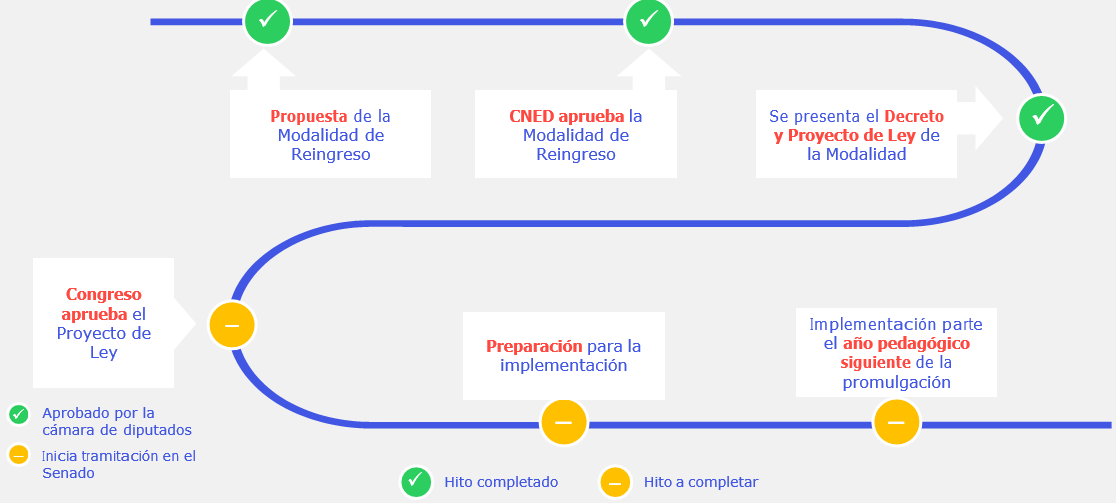 Propuesta de la
Modalidad de
Reingreso
CNED aprueba la
Modalidad de
Reingreso
Se presenta el Decreto
y Proyecto de Ley de
la Modalidad
Congreso
aprueba el
Proyecto de
Ley
Preparación para la
implementación
Implementación parte
el año pedagógico
siguiente de la
promulgación
Aprobado por la
cámara de diputados
Inicia tramitación en el
Senado
Hito completado
Hito a completar